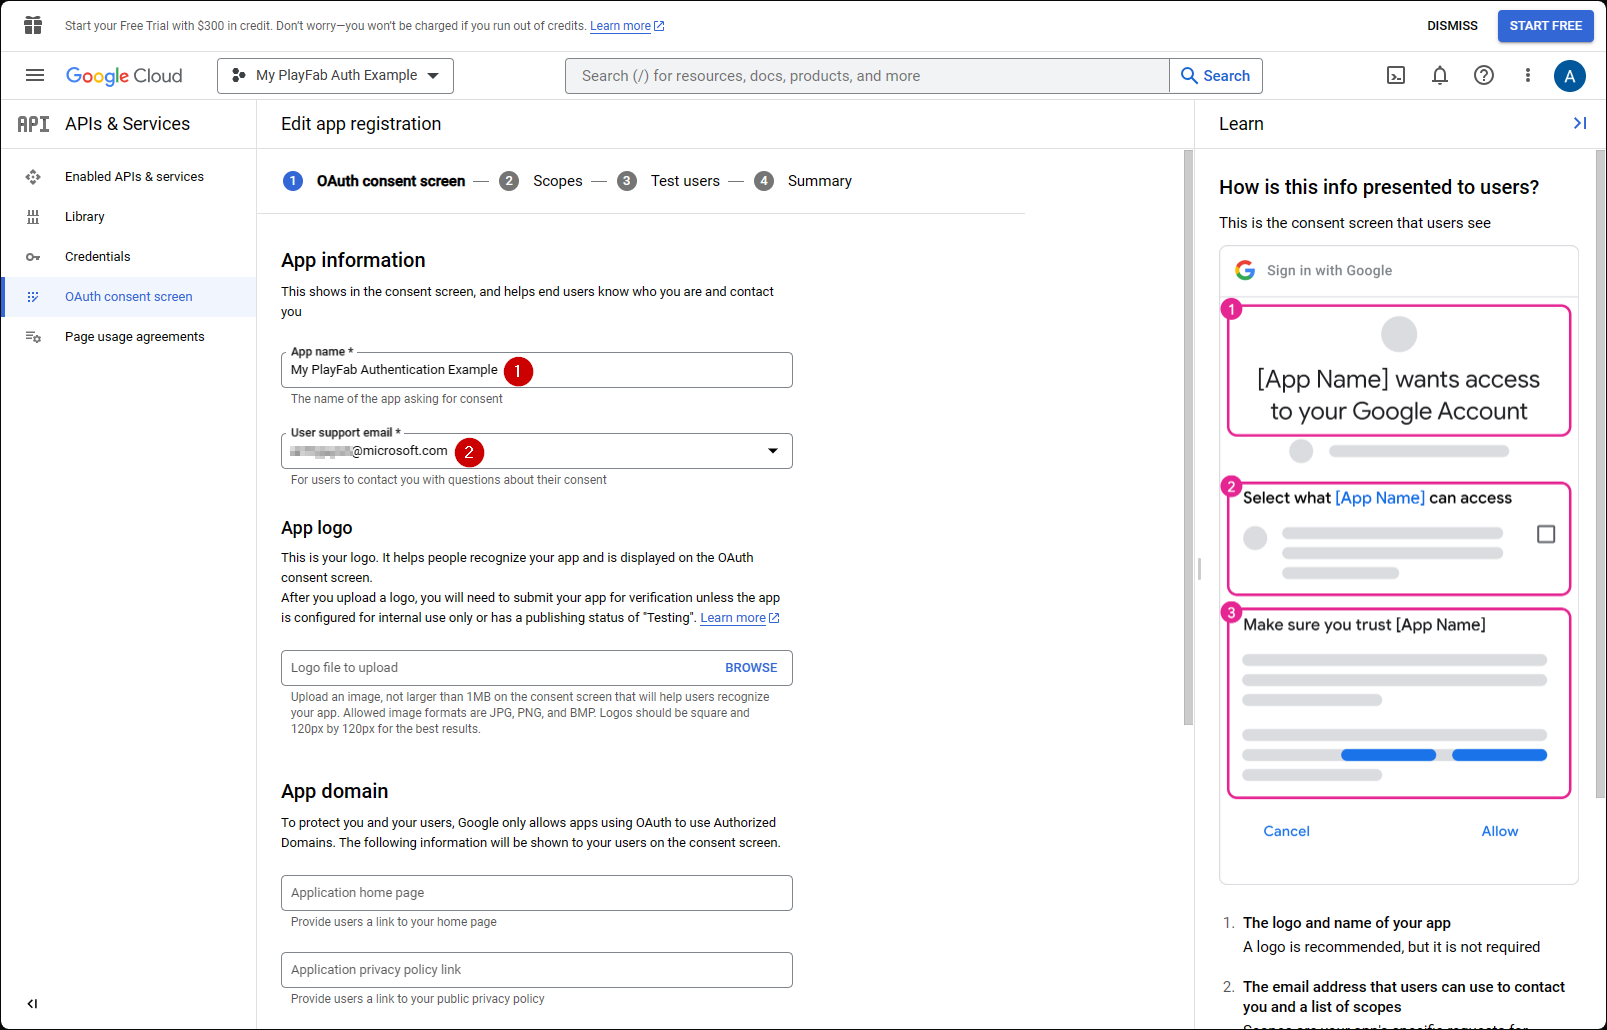 Start your Free Trial with $300 in credit. Don't worry—you won't be charged if you run out of credits. Learn more
DISMISS
START FREE
Google Cloud
My PlayFab Auth Example
Search (/) for resources, docs, products, and more
Search
A
API APIs & Services
Enabled APIs & services
Library
Credentials
OAuth consent screen
Page usage agreements
Edit app registration
1 OAuth consent screen — 2 Scopes — 3 Test users — 4 Summary
App information
This shows in the consent screen, and helps end users know who you are and contact
you
App name *
My PlayFab Authentication Example 1
The name of the app asking for consent
User support email *
@microsoft.com 2
For users to contact you with questions about their consent
App logo
This is your logo. It helps people recognize your app and is displayed on the OAuth
consent screen.
After you upload a logo, you will need to submit your app for verification unless the app
is configured for internal use only or has a publishing status of "Testing". Learn more
Logo file to upload
BROWSE
Upload an image, not larger than 1MB on the consent screen that will help users recognize
your app. Allowed image formats are JPG, PNG, and BMP. Logos should be square and
120px by 120px for the best results.
App domain
To protect you and your users, Google only allows apps using OAuth to use Authorized
Domains. The following information will be shown to your users on the consent screen.
Application home page
Provide users a link to your home page
Application privacy policy link
Provide users a link to your public privacy policy
Learn
How is this info presented to users?
This is the consent screen that users see
G Sign in with Google
1
[App Name] wants access
to your Google Account
2
Select what [App Name] can access
3
Make sure you trust [App Name]
Cancel
Allow
1. The logo and name of your app
A logo is recommended, but it is not required
2. The email address that users can use to contact
you and a list of scopes
Scopes are your app's specific requests for